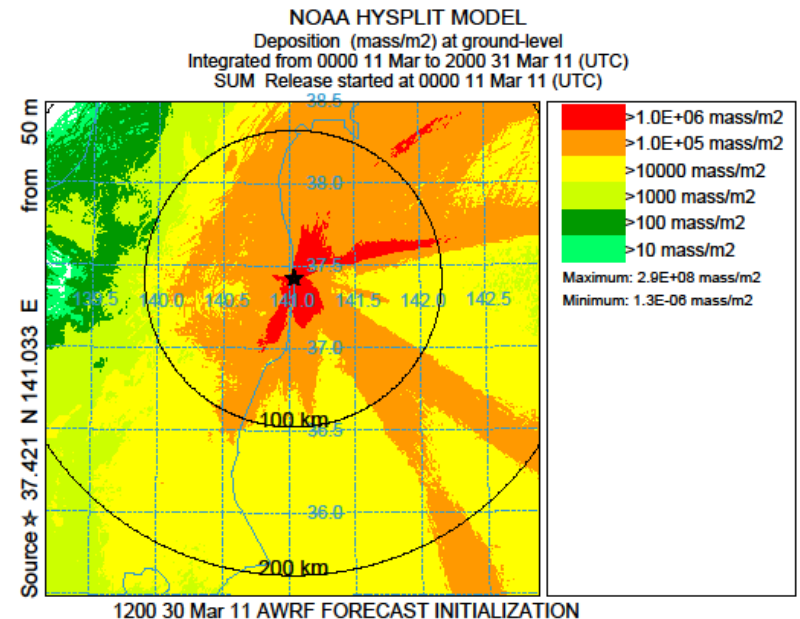 NOAA HYSPLIT MODEL
Deposition (mass/m2) at ground-level
Integrated from 0000 11 Mar to 2000 31 Mar 11 (UTC)
SUM Release started at 0000 11 Mar 11 (UTC)
Source ☆ 37.421 N 141.033 E from 50 m
38.5
38.0
37.5
139.5 140.0 140.5 141.0 141.5 142.0 142.5
37.0
100 km
36.5
36.0
200 km
>1.0E+06 mass/m2
>1.0E+05 mass/m2
>10000 mass/m2
>1000 mass/m2
>100 mass/m2
>10 mass/m2
Maximum: 2.9E+08 mass/m2
Minimum: 1.3E-06 mass/m2
1200 30 Mar 11 AWRF FORECAST INITIALIZATION